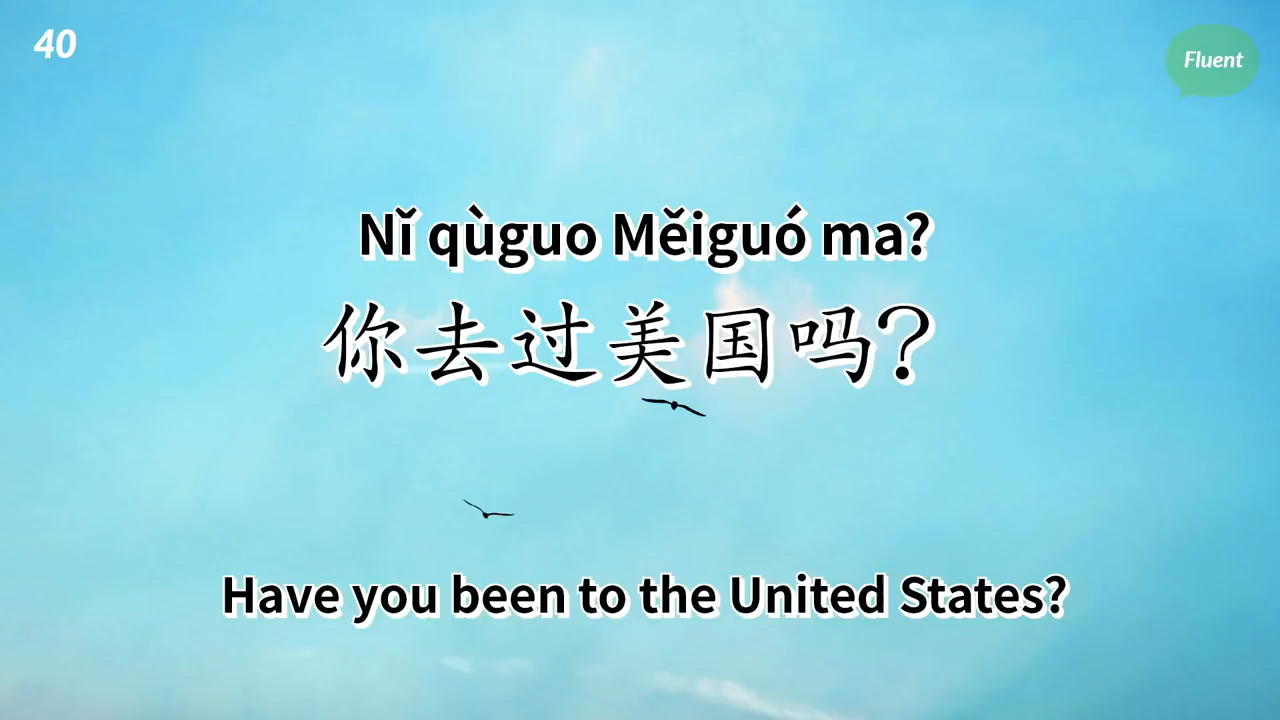 40
Fluent
Nǐ qùguo Měiguó ma?
你去过美国吗？
Have you been to the United States?